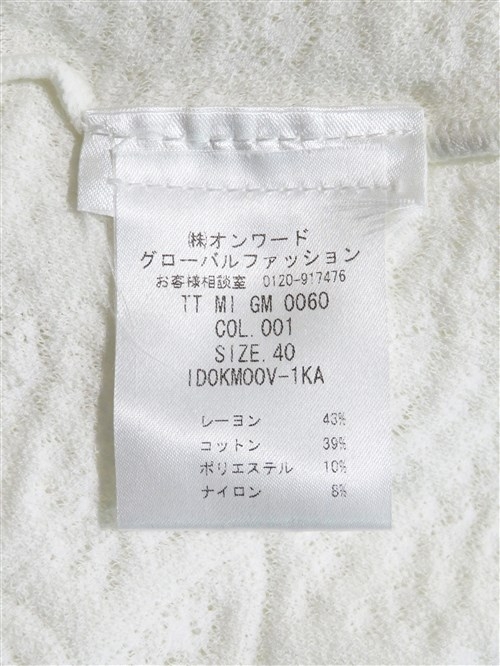 ㈱オンワード
グローバルファッション
お客様相談室 0120-917476
TT MI GM 0060
COL.001
SIZE.40
IDOKMOOV-1KA
レーヨン 43%
コットン 39%
ポリエステル 10%
ナイロン 8%